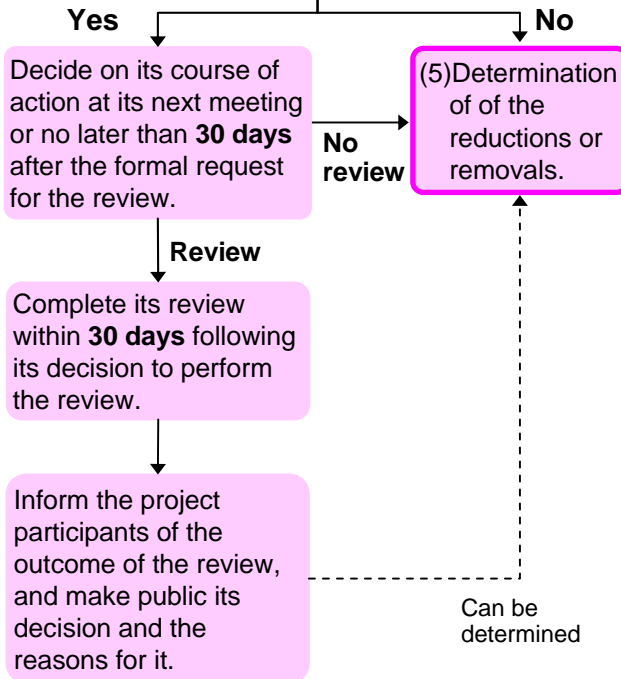 Yes
No
Decide on its course of
action at its next meeting
or no later than 30 days
after the formal request
for the review.
No
review
(5)Determination
of of the
reductions or
removals.
Review
Complete its review
within 30 days following
its decision to perform
the review.
Inform the project
participants of the
outcome of the review,
and make public its
decision and the
reasons for it.
Can be
determined